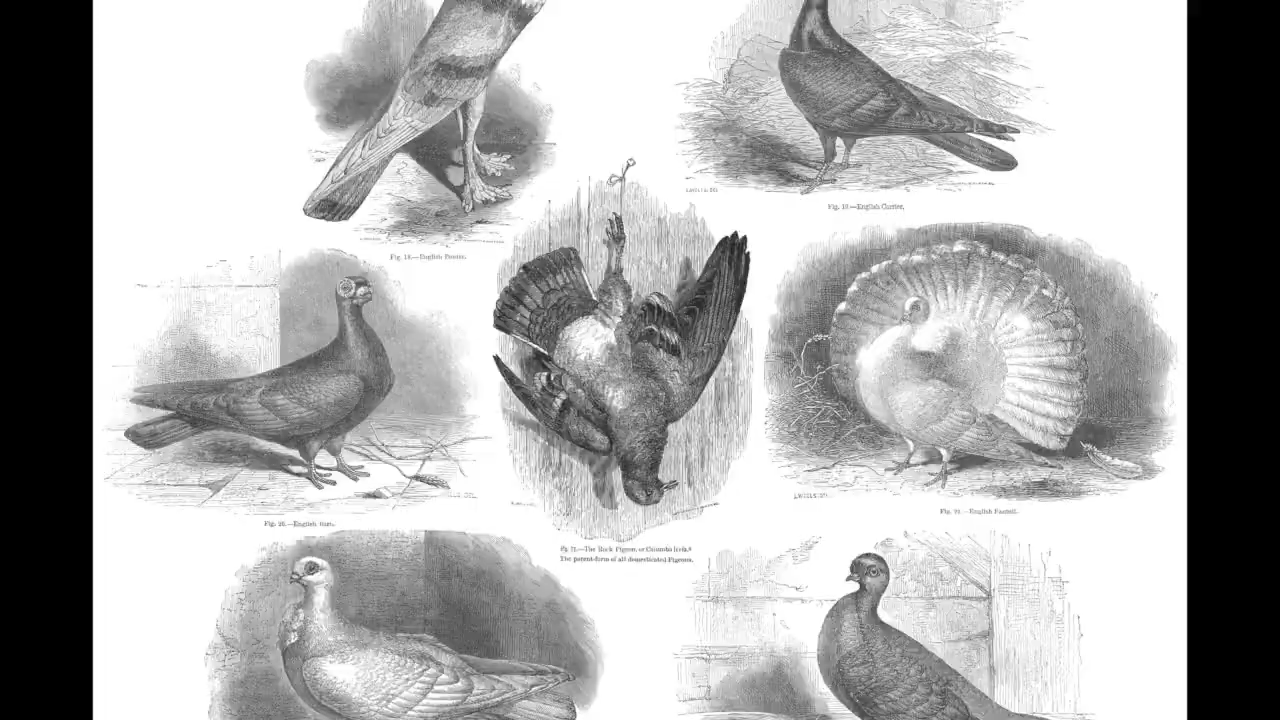 Fig. 19.—English Carrier.
Fig. 18.—English Pouter.
Fig. 21.—English Fantail.
Fig. 20.—English Barb.
The Rock Pigeon, or Columba livia.
The parent-form of all domesticated Pigeons.